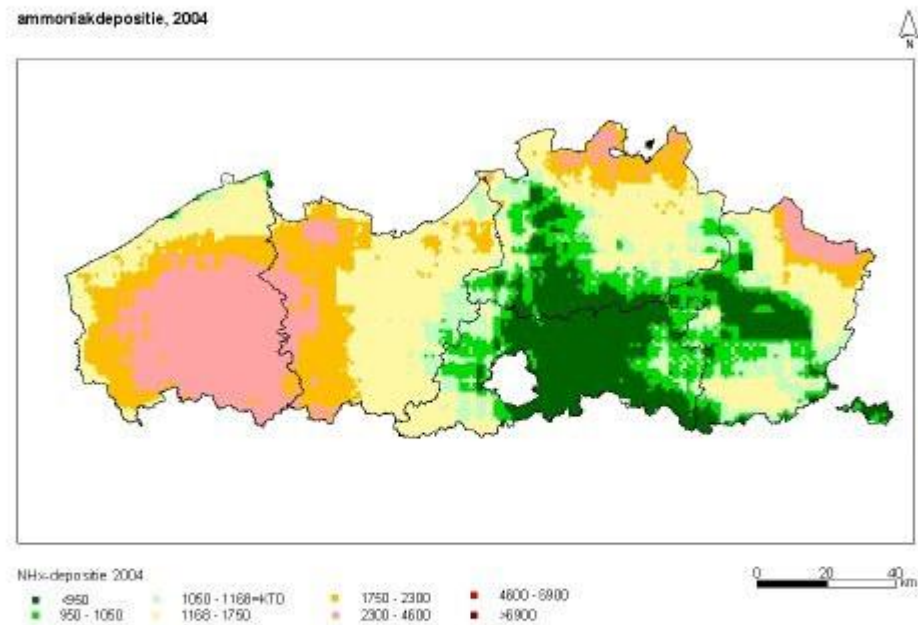 ammoniakdepositie, 2004
N
NHx-depositie 2004
<950
950 - 1050
1050 - 1168=KTD
1168 - 1750
1750 - 2300
2300 - 4600
4600 - 6900
>6900
0 20 40
km